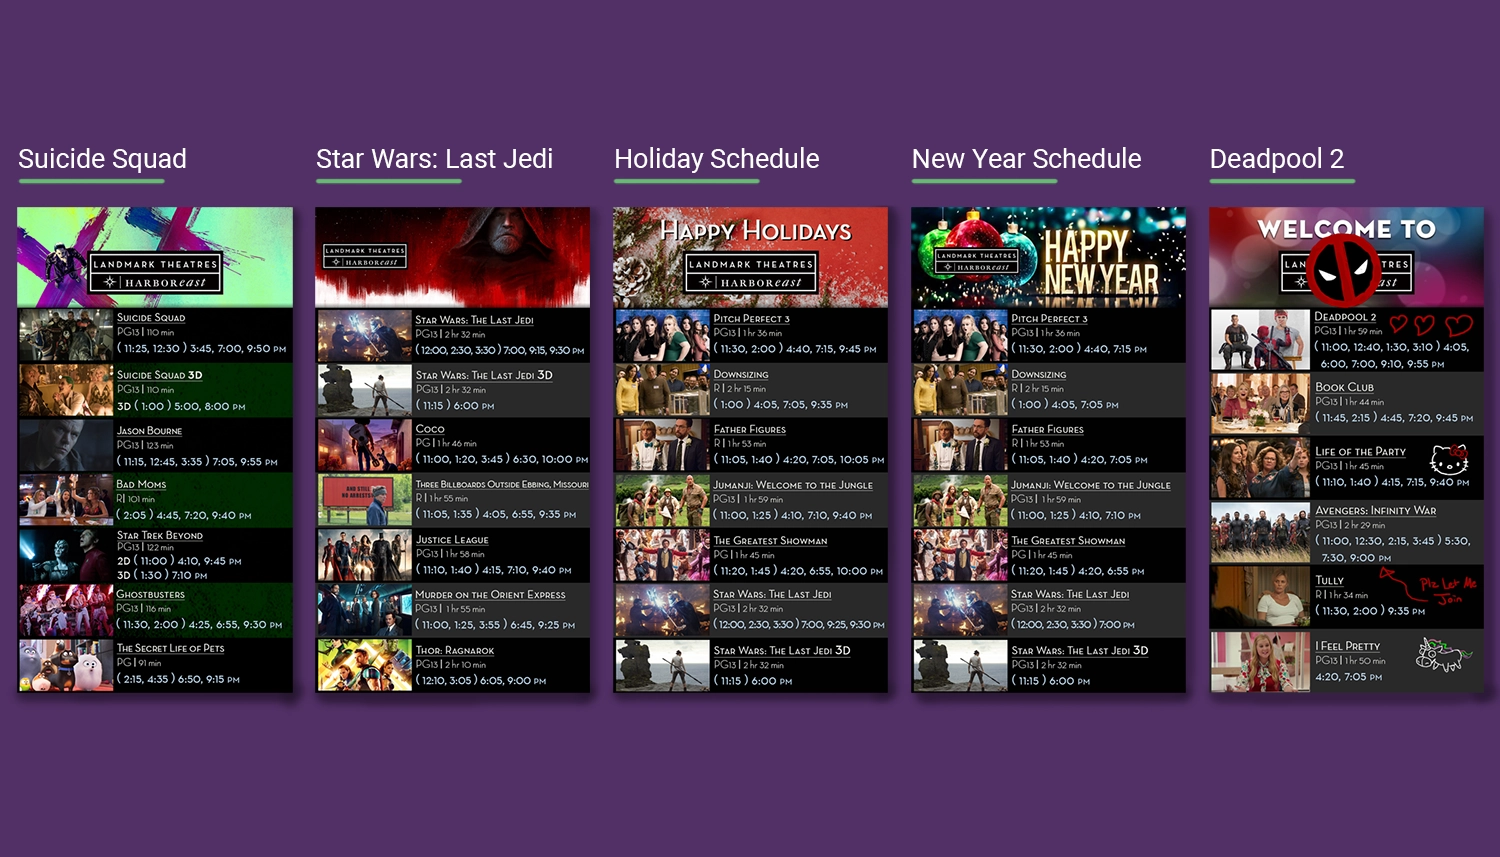 Suicide Squad
LANDMARK THEATRES
HARBOR east
SUICIDE SQUAD
PG13 | 110 min
( 11:25, 12:30 ) 3:45, 7:00, 9:50 PM
SUICIDE SQUAD 3D
PG13 | 110 min
3D ( 1:00 ) 5:00, 8:00 PM
JASON BOURNE
PG13 | 123 min
( 11:15, 12:45, 3:35 ) 7:05, 9:55 PM
BAD MOMS
R | 101 min
( 2:05 ) 4:45, 7:20, 9:40 PM
STAR TREK BEYOND
PG13 | 122 min
2D ( 11:00 ) 4:10, 9:45 PM
3D ( 1:30 ) 7:10 PM
GHOSTBUSTERS
PG13 | 116 min
( 11:30, 2:00 ) 4:25, 6:55, 9:30 PM
THE SECRET LIFE OF PETS
PG | 91 min
( 2:15, 4:35 ) 6:50, 9:15 PM
Star Wars: Last Jedi
LANDMARK THEATRES
HARBOR east
STAR WARS: THE LAST JEDI
PG13 | 2 hr 32 min
( 12:00, 2:30, 3:30 ) 7:00, 9:15, 9:30 PM
STAR WARS: THE LAST JEDI 3D
PG13 | 2 hr 32 min
( 11:15 ) 6:00 PM
COCO
PG | 1 hr 46 min
( 11:00, 1:20, 3:45 ) 6:30, 10:00 PM
AND STILL
NO ARRESTS?
THREE BILLBOARDS OUTSIDE EBBING, MISSOURI
R | 1 hr 55 min
( 11:05, 1:35 ) 4:05, 6:55, 9:35 PM
JUSTICE LEAGUE
PG13 | 1 hr 58 min
( 11:10, 1:40 ) 4:15, 7:10, 9:40 PM
MURDER ON THE ORIENT EXPRESS
PG13 | 1 hr 55 min
( 11:00, 1:25, 3:55 ) 6:45, 9:25 PM
THOR: RAGNAROK
PG13 | 2 hr 10 min
( 12:10, 3:05 ) 6:05, 9:00 PM
Holiday Schedule
HAPPY HOLIDAYS
LANDMARK THEATRES
HARBOR east
PITCH PERFECT 3
PG13 | 1 hr 36 min
( 11:30, 2:00 ) 4:40, 7:15, 9:45 PM
DOWNSIZING
R | 2 hr 15 min
( 1:00 ) 4:05, 7:05, 9:35 PM
FATHER FIGURES
R | 1 hr 53 min
( 11:05, 1:40 ) 4:20, 7:05, 10:05 PM
JUMANJI: WELCOME TO THE JUNGLE
PG13 | 1 hr 59 min
( 11:00, 1:25 ) 4:10, 7:10, 9:40 PM
THE GREATEST SHOWMAN
PG | 1 hr 45 min
( 11:20, 1:45 ) 4:20, 6:55, 10:00 PM
STAR WARS: THE LAST JEDI
PG13 | 2 hr 32 min
( 12:00, 2:30, 3:30 ) 7:00, 9:25, 9:30 PM
STAR WARS: THE LAST JEDI 3D
PG13 | 2 hr 32 min
( 11:15 ) 6:00 PM
New Year Schedule
HAPPY
NEW YEAR
LANDMARK THEATRES
HARBOR east
PITCH PERFECT 3
PG13 | 1 hr 36 min
( 11:30, 2:00 ) 4:40, 7:15 PM
DOWNSIZING
R | 2 hr 15 min
( 1:00 ) 4:05, 7:05 PM
FATHER FIGURES
R | 1 hr 53 min
( 11:05, 1:40 ) 4:20, 7:05 PM
JUMANJI: WELCOME TO THE JUNGLE
PG13 | 1 hr 59 min
( 11:00, 1:25 ) 4:10, 7:10 PM
THE GREATEST SHOWMAN
PG | 1 hr 45 min
( 11:20, 1:45 ) 4:20, 6:55 PM
STAR WARS: THE LAST JEDI
PG13 | 2 hr 32 min
( 12:00, 2:30, 3:30 ) 7:00 PM
STAR WARS: THE LAST JEDI 3D
PG13 | 2 hr 32 min
( 11:15 ) 6:00 PM
Deadpool 2
WELCOME TO
LAN TRES
ast
DEADPOOL 2
PG13 | 1 hr 59 min
( 11:00, 12:40, 1:30, 3:10 ) 4:05,
6:00, 7:00, 9:10, 9:55 PM
BOOK CLUB
PG13 | 1 hr 44 min
( 11:45, 2:15 ) 4:45, 7:20, 9:45 PM
LIFE OF THE PARTY
PG13 | 1 hr 45 min
( 11:10, 1:40 ) 4:15, 7:15, 9:40 PM
AVENGERS: INFINITY WAR
PG13 | 2 hr 29 min
( 11:00, 12:30, 2:15, 3:45 ) 5:30,
7:30, 9:00 PM
Plz Let Me
Join
TULLY
R | 1 hr 34 min
( 11:30, 2:00 ) 9:35 PM
I FEEL PRETTY
PG13 | 1 hr 50 min
4:20, 7:05 PM